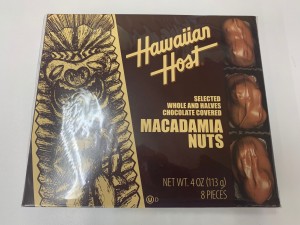 Hawaiian
Host
SELECTED
WHOLE AND HALVES
CHOCOLATE COVERED
MACADAMIA
NUTS
NET WT. 4 OZ (113 g)
8 PIECES
U D